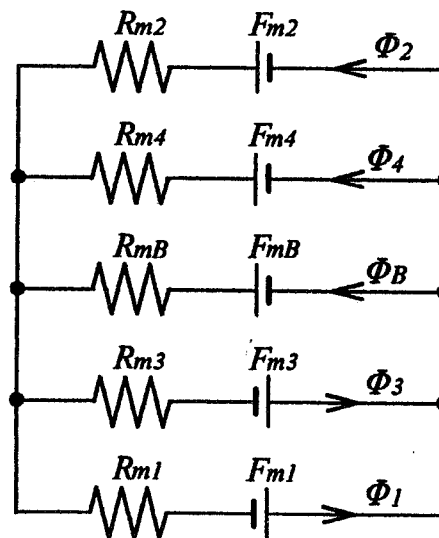 Rm2 Fm2 Φ2
Rm4 Fm4 Φ4
RmB FmB ΦB
Rm3 Fm3 Φ3
Rm1 Fm1 Φ1